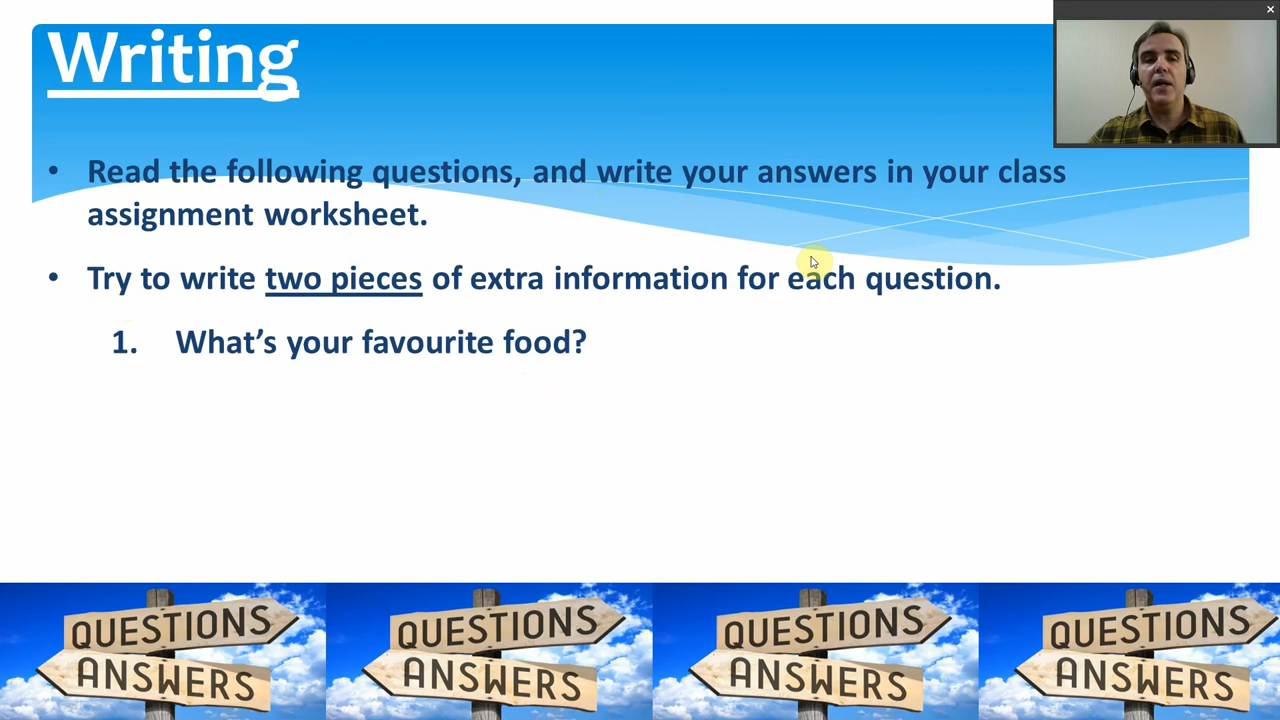 Writing
• Read the following questions, and write your answers in your class
assignment worksheet.
• Try to write two pieces of extra information for each question.
1. What’s your favourite food?
QUESTIONS QUESTIONS QUESTIONS QUESTIONS
ANSWERS ANSWERS ANSWERS ANSWERS